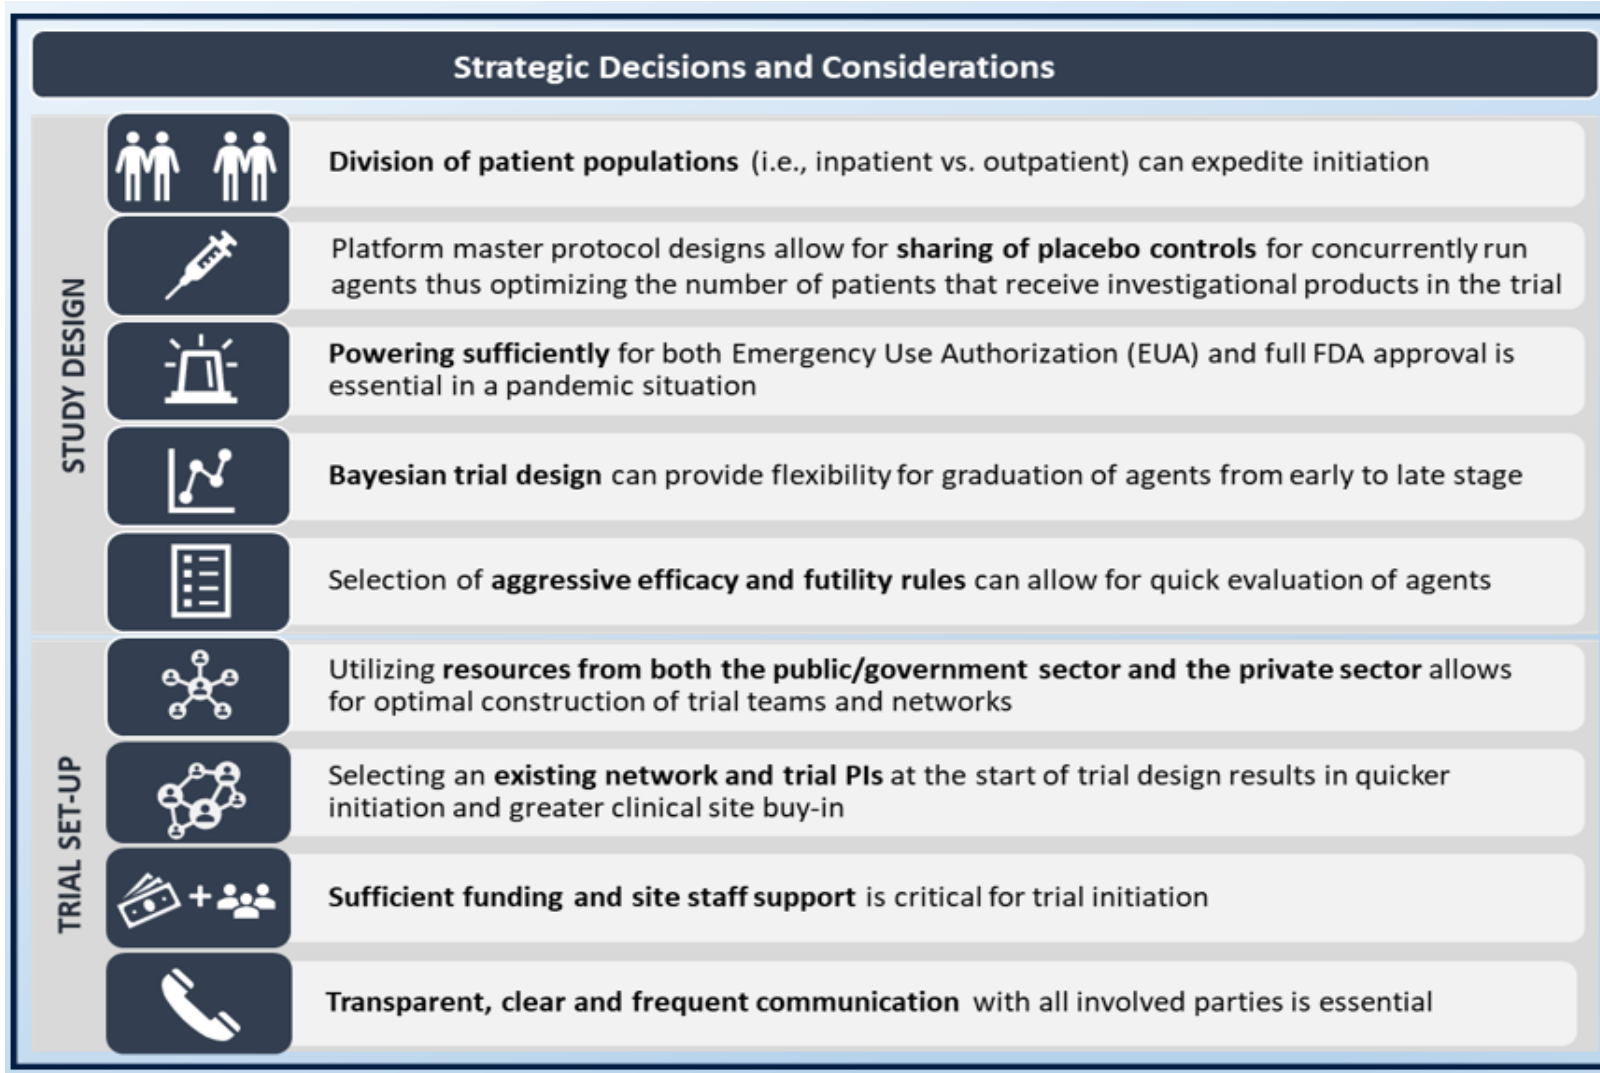 Strategic Decisions and Considerations
STUDY DESIGN
Division of patient populations (i.e., inpatient vs. outpatient) can expedite initiation
Platform master protocol designs allow for sharing of placebo controls for concurrently run
agents thus optimizing the number of patients that receive investigational products in the trial
Powering sufficiently for both Emergency Use Authorization (EUA) and full FDA approval is
essential in a pandemic situation
Bayesian trial design can provide flexibility for graduation of agents from early to late stage
Selection of aggressive efficacy and futility rules can allow for quick evaluation of agents
TRIAL SET-UP
Utilizing resources from both the public/government sector and the private sector allows
for optimal construction of trial teams and networks
Selecting an existing network and trial PIs at the start of trial design results in quicker
initiation and greater clinical site buy-in
Sufficient funding and site staff support is critical for trial initiation
Transparent, clear and frequent communication with all involved parties is essential